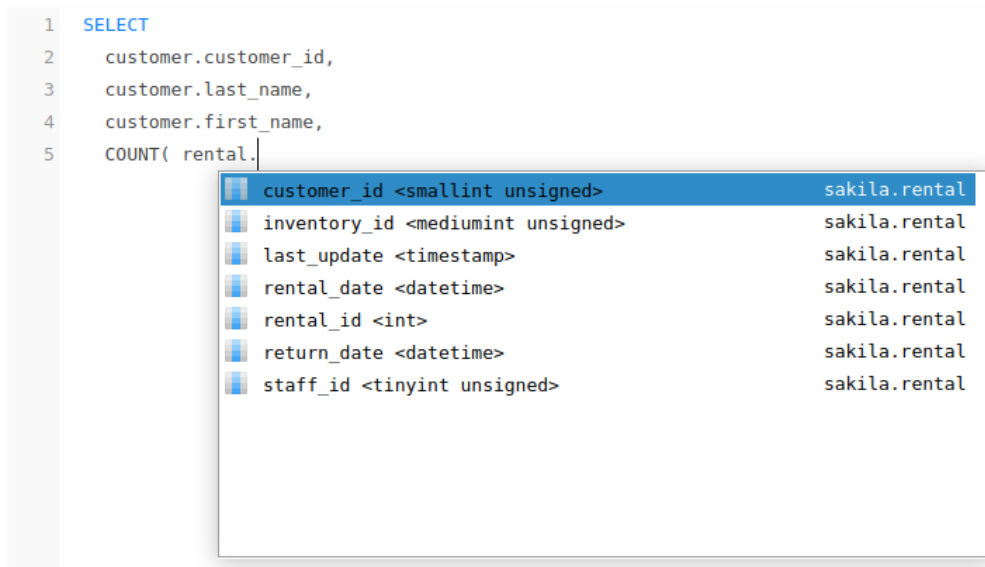 1 SELECT
2 customer.customer_id,
3 customer.last_name,
4 customer.first_name,
5 COUNT( rental.
customer_id <smallint unsigned> sakila.rental
inventory_id <mediumint unsigned> sakila.rental
last_update <timestamp> sakila.rental
rental_date <datetime> sakila.rental
rental_id <int> sakila.rental
return_date <datetime> sakila.rental
staff_id <tinyint unsigned> sakila.rental